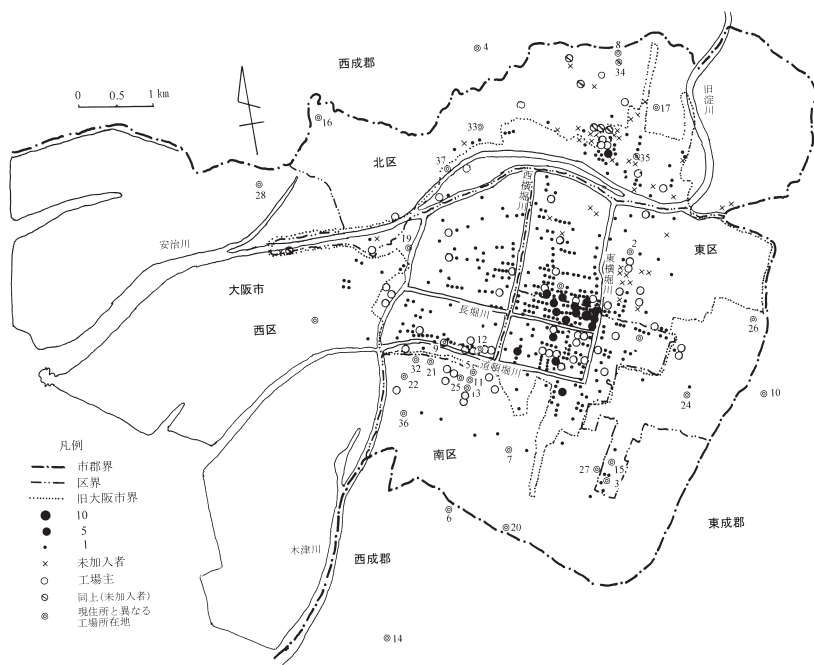 西成郡
4
8
34
0 0.5 1 km
旧淀川
17
16
33
北区
35
37
28
西横堀川
安治川
19
2
東区
東横堀川
大阪市
長堀川
西区
26
12
9
道頓堀川
5
32
21
11
22
25
13
24
10
36
凡例
南区
7
27
15
3
市郡界
区界
旧大阪市界
10
5
1
未加入者
工場主
同上(未加入者)
現住所と異なる
工場所在地
6
20
東成郡
木津川
西成郡
14